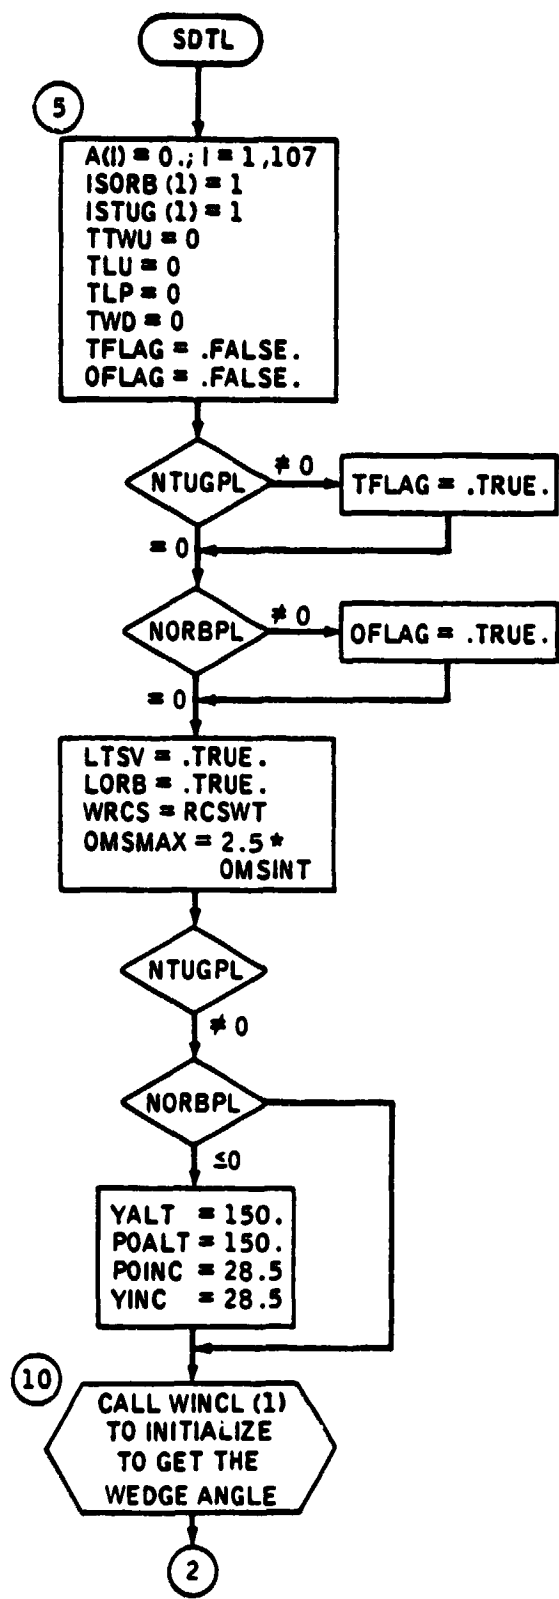 SDTL
5
A(I) = 0.; I = 1,107
ISORB (1) = 1
ISTUG (1) = 1
TTWU = 0
TLU = 0
TLP = 0
TWD = 0
TFLAG = .FALSE.
OFLAG = .FALSE.
NTUGPL
≠ 0
TFLAG = .TRUE.
= 0
NORBPL
≠ 0
OFLAG = .TRUE.
= 0
LTSV = .TRUE.
LORB = .TRUE.
WRCS = RCSWT
OMSMAX = 2.5 *
OMSINT
NTUGPL
≠ 0
NORBPL
≤0
YALT = 150.
POALT = 150.
POINC = 28.5
YINC = 28.5
10
CALL WINCL (1)
TO INITIALIZE
TO GET THE
WEDGE ANGLE
2